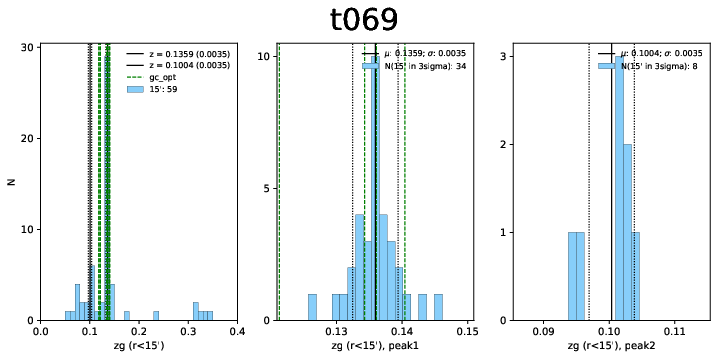 t069
z = 0.1359 (0.0035)
z = 0.1004 (0.0035)
gc_opt
15': 59
N
30
20
10
0
0.0 0.1 0.2 0.3 0.4
zg (r<15')
μ: 0.1359; σ: 0.0035
N(15' in 3sigma): 34
10
5
0
0.13 0.14 0.15
zg (r<15'), peak1
μ: 0.1004; σ: 0.0035
N(15' in 3sigma): 8
3
2
1
0
0.09 0.10 0.11
zg (r<15'), peak2